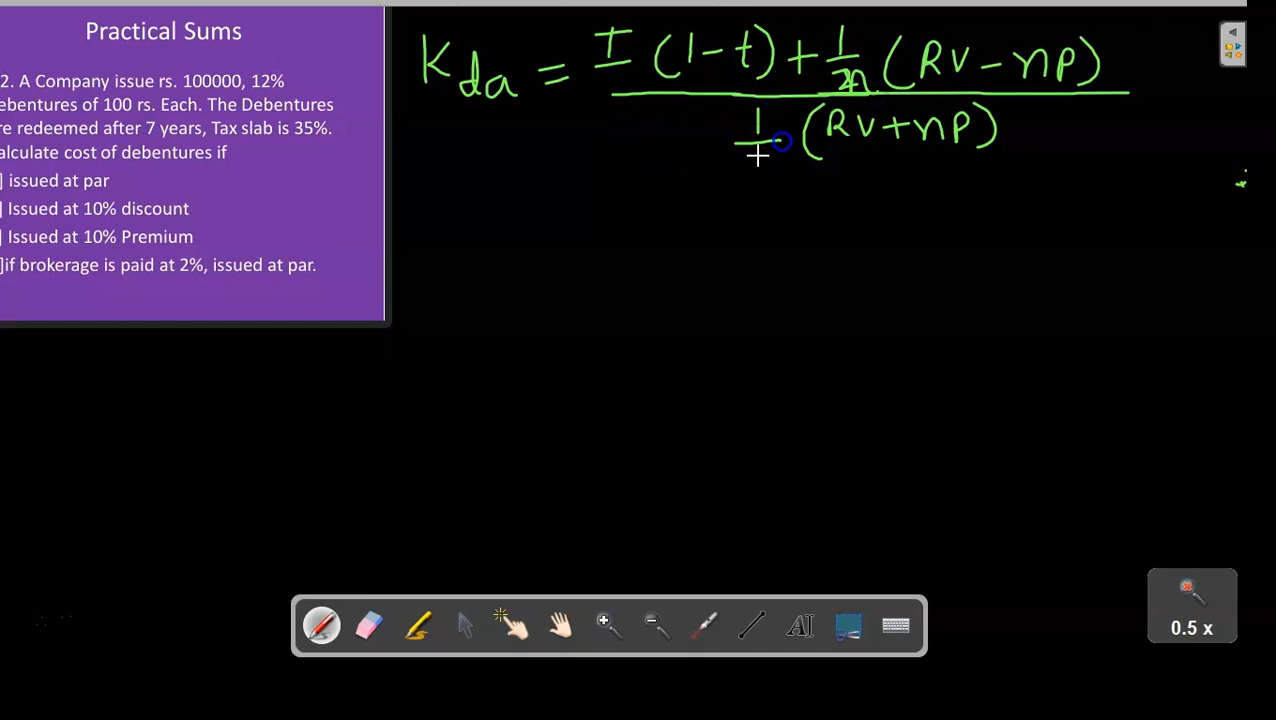 Practical Sums
2. A Company issue rs. 100000, 12%
ebentures of 100 rs. Each. The Debentures
re redeemed after 7 years, Tax slab is 35%.
alculate cost of debentures if
] issued at par
] Issued at 10% discount
] Issued at 10% Premium
]if brokerage is paid at 2%, issued at par.
Kda = I (1-t) + 1/n (RV - nP)
1 (RV + nP)
AI
0.5 x